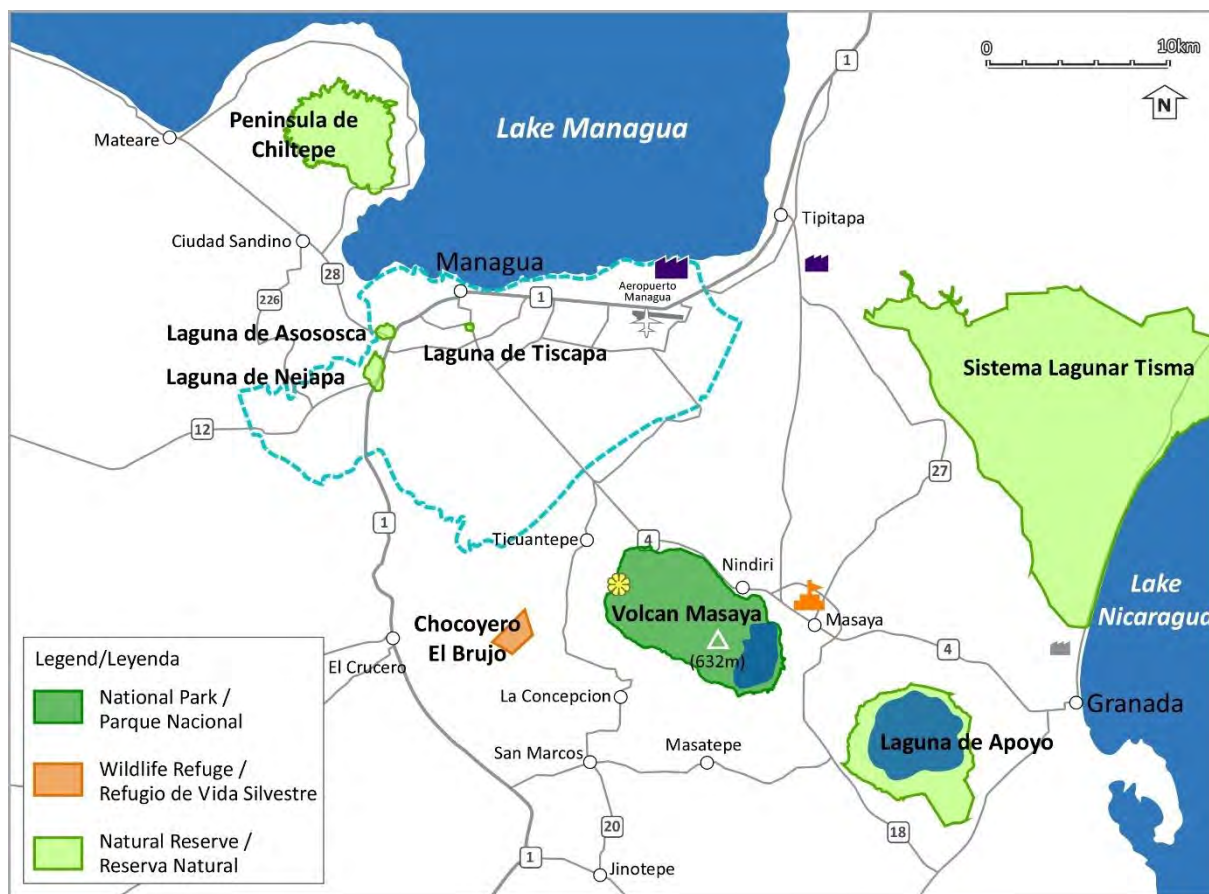 0
10km
N
1
Lake Managua
Peninsula de
Chiltepe
Mateare
Tipitapa
Ciudad Sandino
28
226
Managua
1
Aeropuerto
Managua
Laguna de Asososca
Laguna de Tiscapa
Laguna de Nejapa
Sistema Lagunar Tisma
12
27
1
Ticuantepe
4
Nindiri
Lake
Nicaragua
Volcan Masaya
(632m)
Masaya
Chocoyero
El Brujo
El Crucero
4
La Concepcion
Granada
Laguna de Apoyo
San Marcos
Masatepe
20
18
1
Jinotepe
Legend/Leyenda
National Park /
Parque Nacional
Wildlife Refuge /
Refugio de Vida Silvestre
Natural Reserve /
Reserva Natural